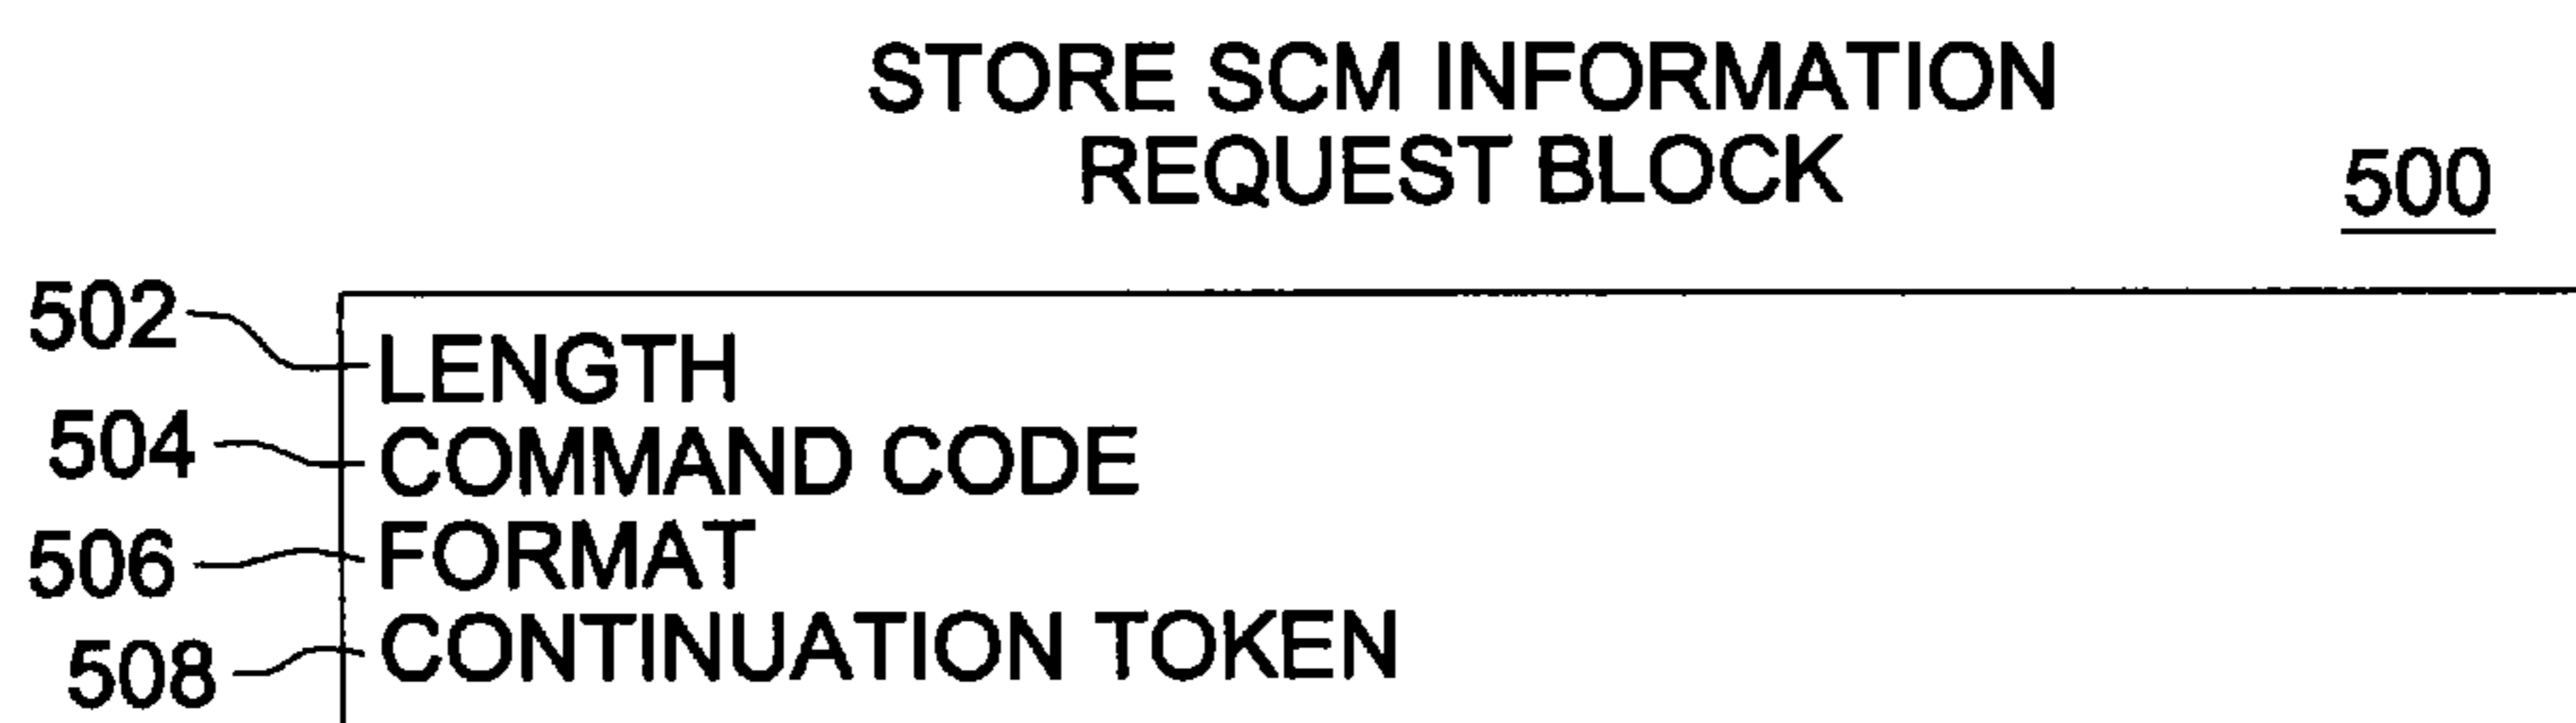 STORE SCM INFORMATION
REQUEST BLOCK
500
502 LENGTH
504 COMMAND CODE
506 FORMAT
508 CONTINUATION TOKEN